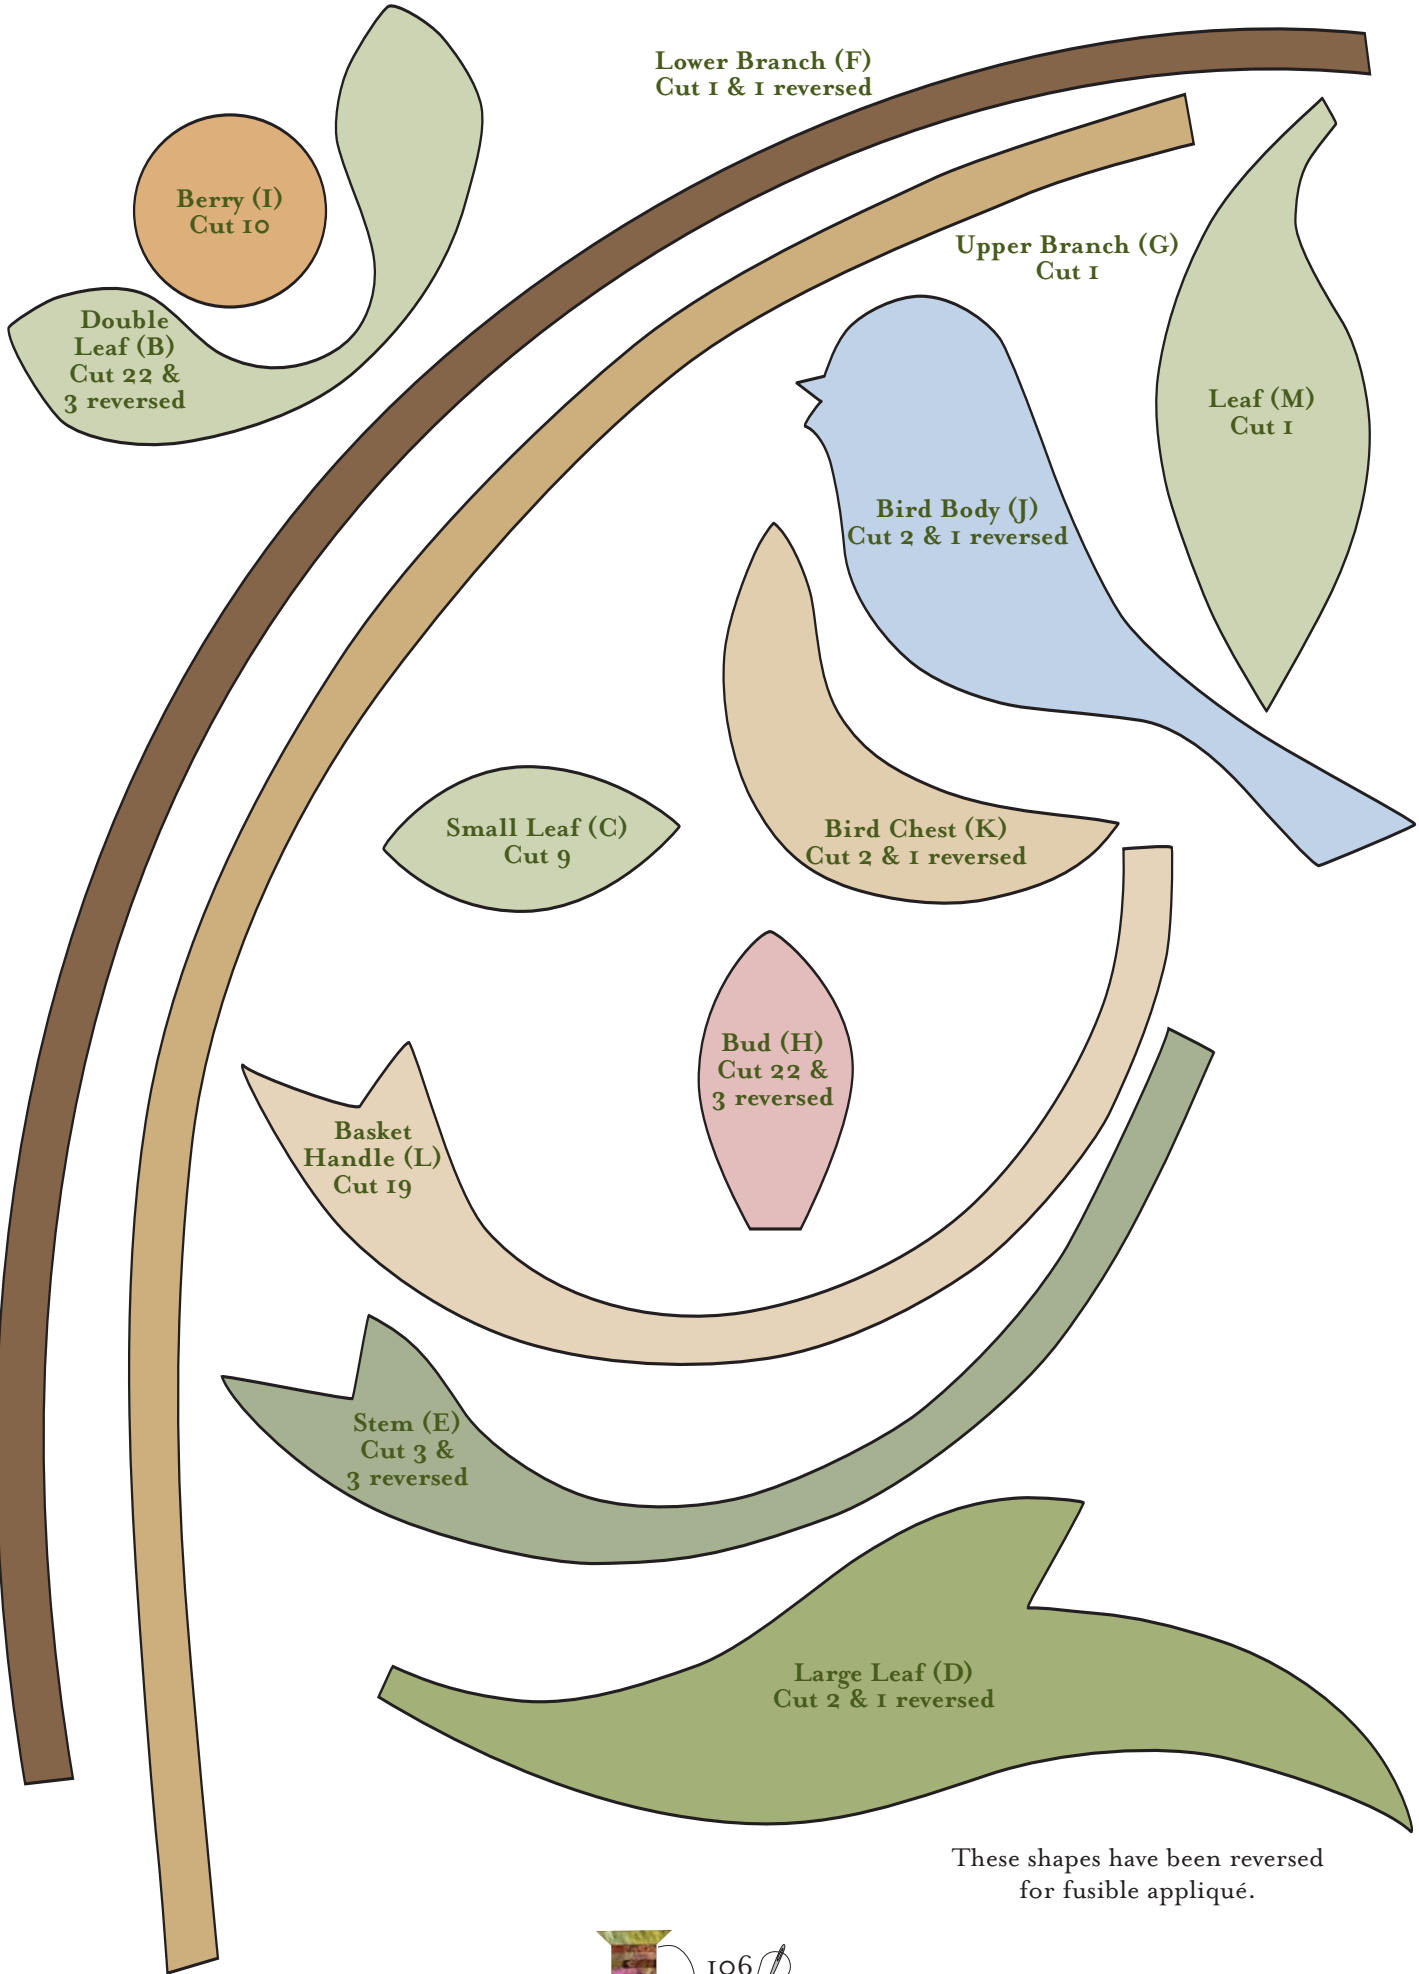 Lower Branch (F)
Cut 1 & 1 reversed
Berry (I)
Cut 10
Upper Branch (G)
Cut 1
Double
Leaf (B)
Cut 22 &
3 reversed
Leaf (M)
Cut 1
Bird Body (J)
Cut 2 & 1 reversed
Small Leaf (C)
Cut 9
Bird Chest (K)
Cut 2 & 1 reversed
Bud (H)
Cut 22 &
3 reversed
Basket
Handle (L)
Cut 19
Stem (E)
Cut 3 &
3 reversed
Large Leaf (D)
Cut 2 & 1 reversed
These shapes have been reversed
for fusible appliqué.
106